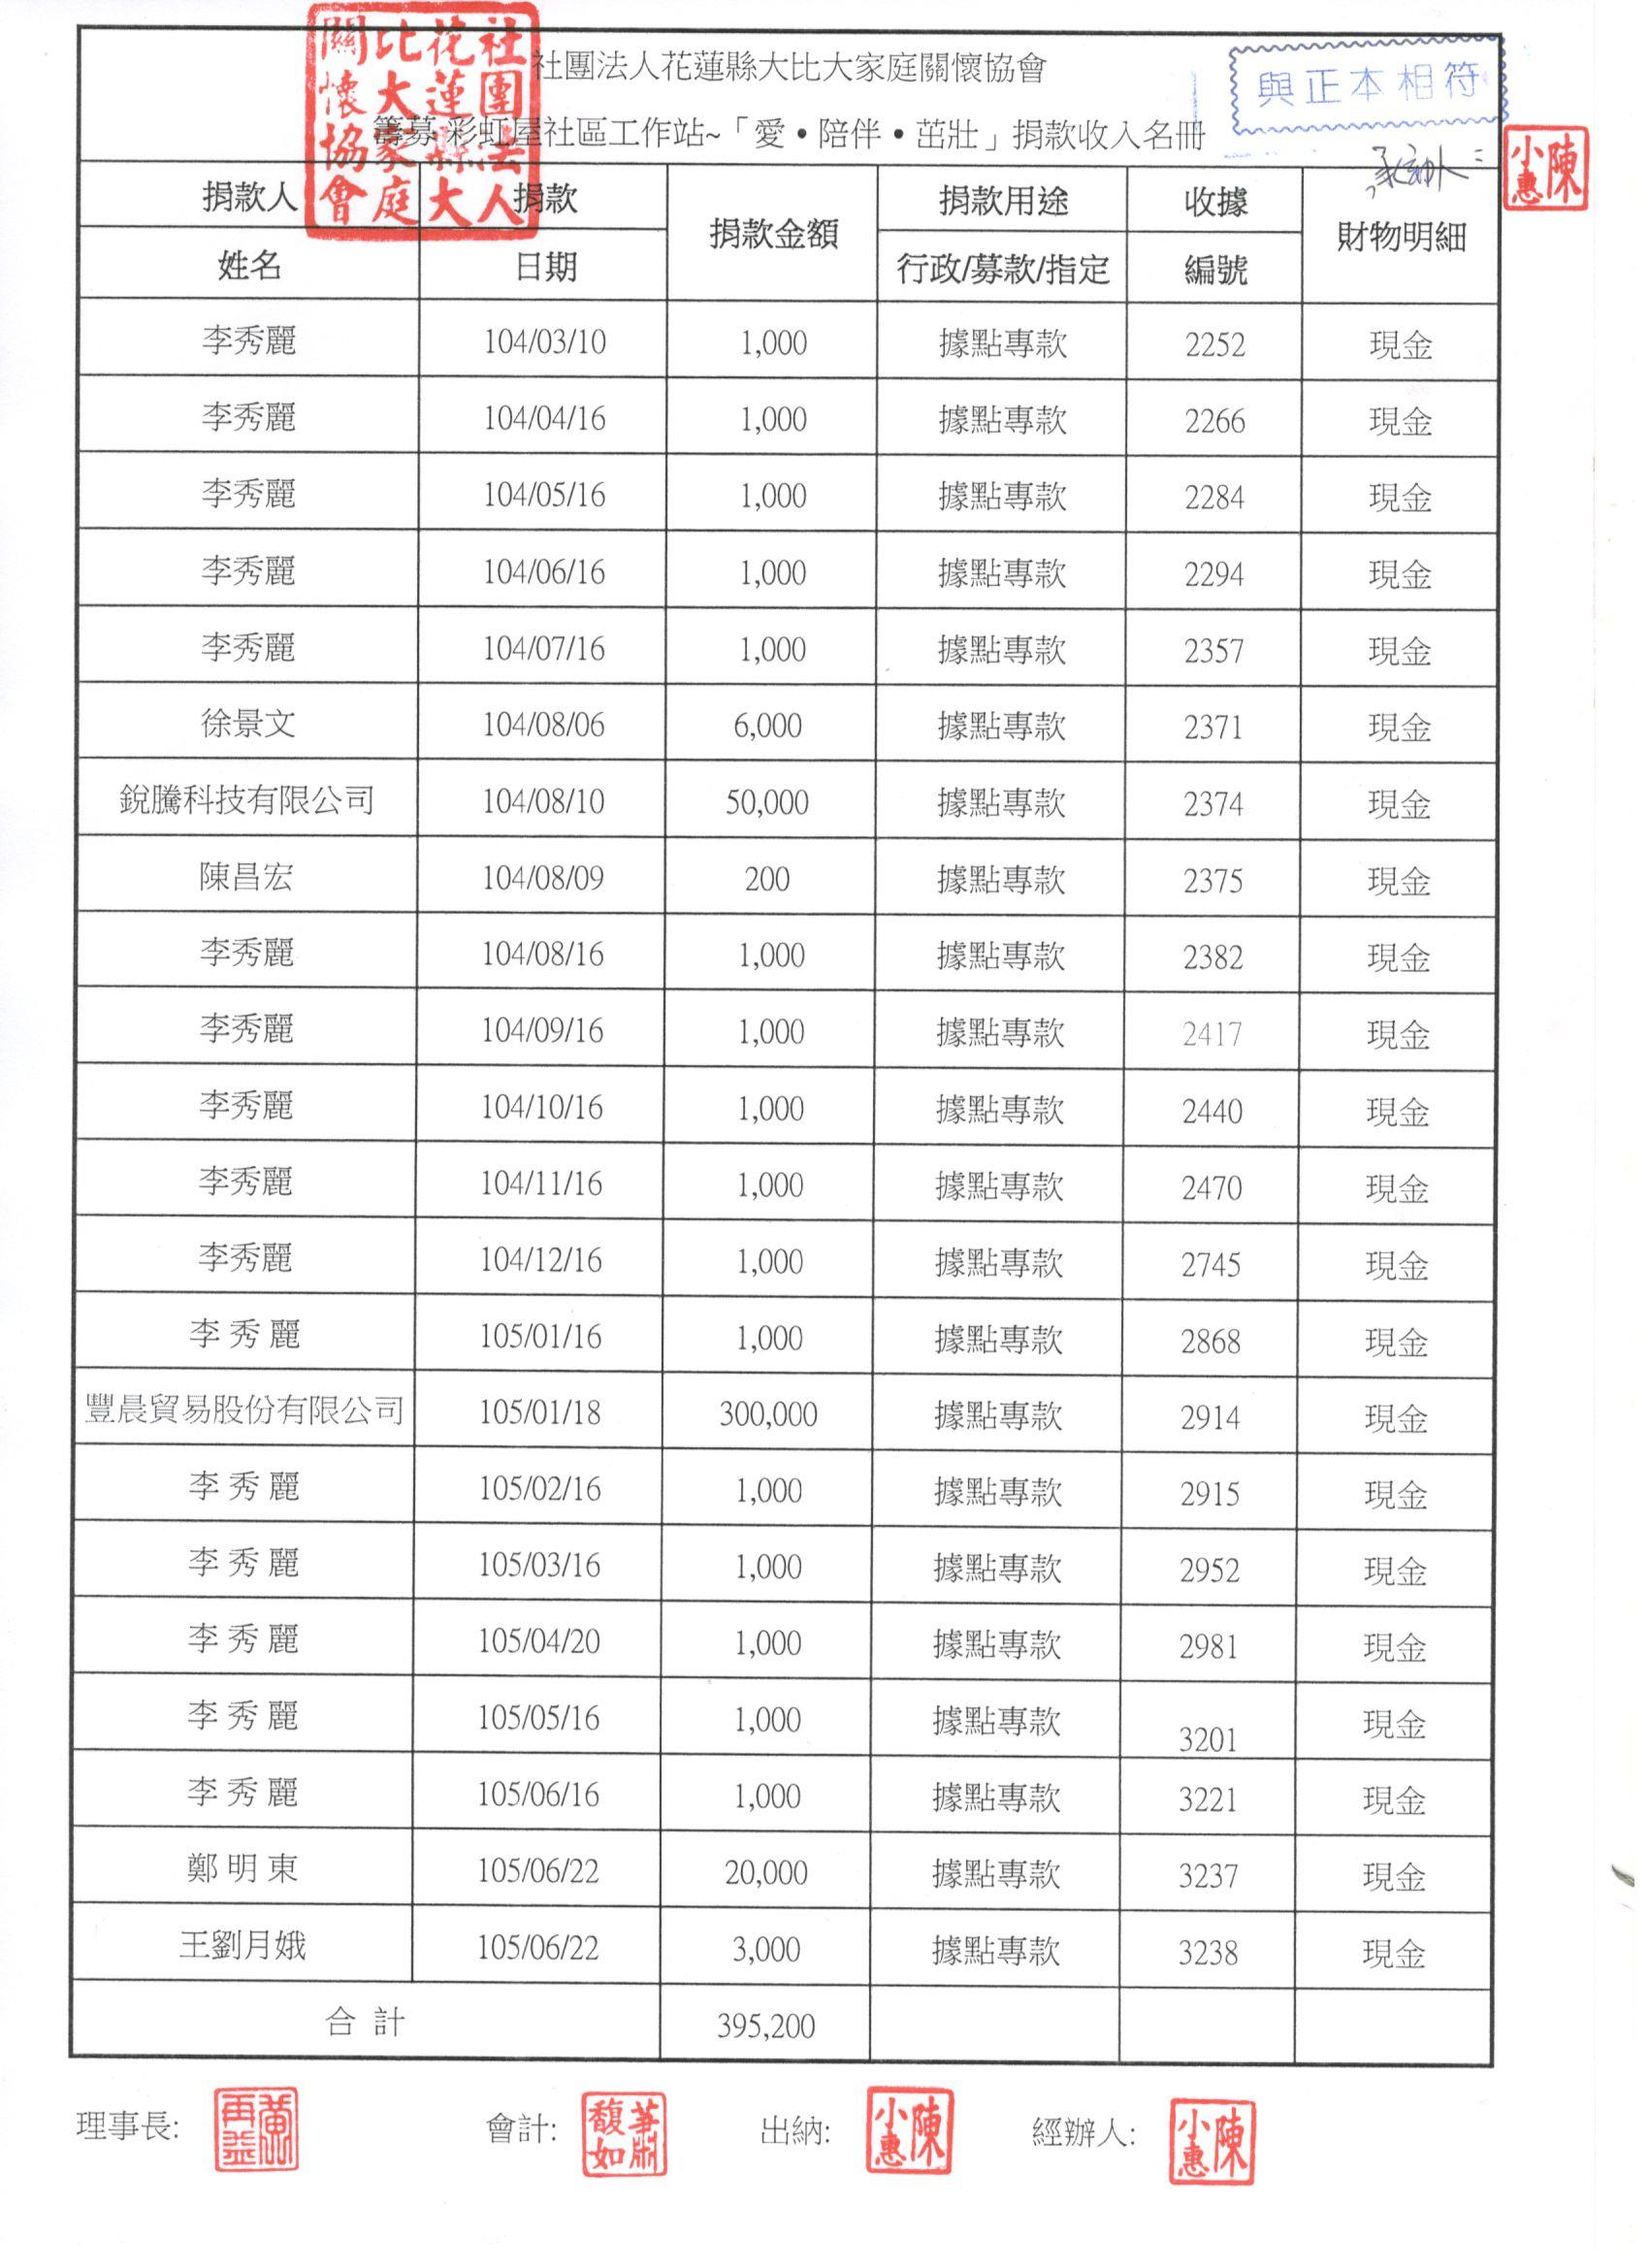 社團法人花蓮縣大比大家庭關懷協會
與正本相符
籌募 彩虹屋社區工作站~「愛•陪伴•茁壯」捐款收入名冊
社團法人花蓮縣大比大家庭關懷協會
陳小惠
捐款人 捐款 捐款金額 捐款用途 收據 財物明細
姓名 日期 行政/募款/指定 編號
李秀麗 104/03/10 1,000 據點專款 2252 現金
李秀麗 104/04/16 1,000 據點專款 2266 現金
李秀麗 104/05/16 1,000 據點專款 2284 現金
李秀麗 104/06/16 1,000 據點專款 2294 現金
李秀麗 104/07/16 1,000 據點專款 2357 現金
徐景文 104/08/06 6,000 據點專款 2371 現金
銳騰科技有限公司 104/08/10 50,000 據點專款 2374 現金
陳昌宏 104/08/09 200 據點專款 2375 現金
李秀麗 104/08/16 1,000 據點專款 2382 現金
李秀麗 104/09/16 1,000 據點專款 2417 現金
李秀麗 104/10/16 1,000 據點專款 2440 現金
李秀麗 104/11/16 1,000 據點專款 2470 現金
李秀麗 104/12/16 1,000 據點專款 2745 現金
李 秀 麗 105/01/16 1,000 據點專款 2868 現金
豐晨貿易股份有限公司 105/01/18 300,000 據點專款 2914 現金
李 秀 麗 105/02/16 1,000 據點專款 2915 現金
李 秀 麗 105/03/16 1,000 據點專款 2952 現金
李 秀 麗 105/04/20 1,000 據點專款 2981 現金
李 秀 麗 105/05/16 1,000 據點專款 3201 現金
李 秀 麗 105/06/16 1,000 據點專款 3221 現金
鄭 明 東 105/06/22 20,000 據點專款 3237 現金
王劉月娥 105/06/22 3,000 據點專款 3238 現金
合 計 395,200
理事長: 會計: 蕭馥如 出納: 陳小惠 經辦人: 陳小惠